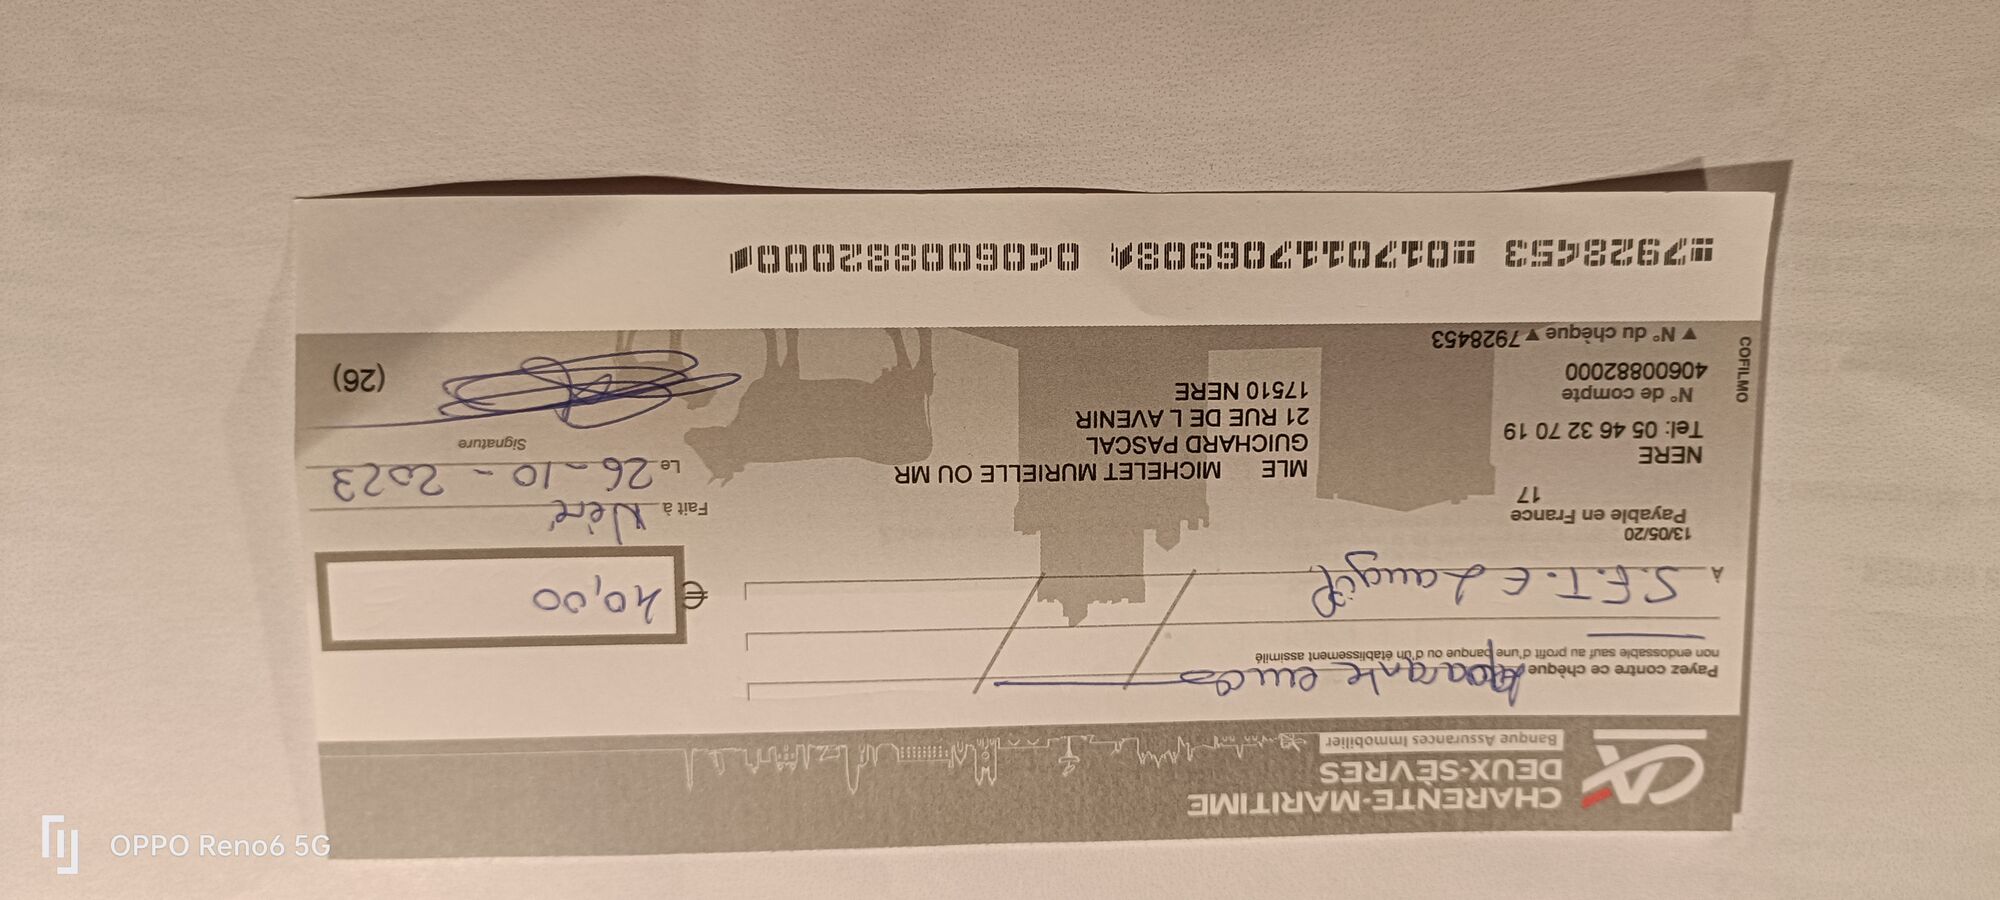 CHARENTE-MARITIME
DEUX-SÈVRES
Banque Assurances Immobilier
Payez contre ce chèque quarante euros
non endossable sauf au profit d'une banque ou d'un établissement assimilé
À S.F.T.E
€ 40,00
13/05/20
Payable en France
17
NERE
Tel: 05 46 32 70 19
N° de compte
40600882000
▼ N° du chèque ▼ 7928453
COFILMO
MLE MICHELET MURIELLE OU MR
GUICHARD PASCAL
21 RUE DE L AVENIR
17510 NERE
Fait à Néré
Le 26-10-2023
Signature
(26)
7928453 017011706908 040600882000
OPPO Reno6 5G